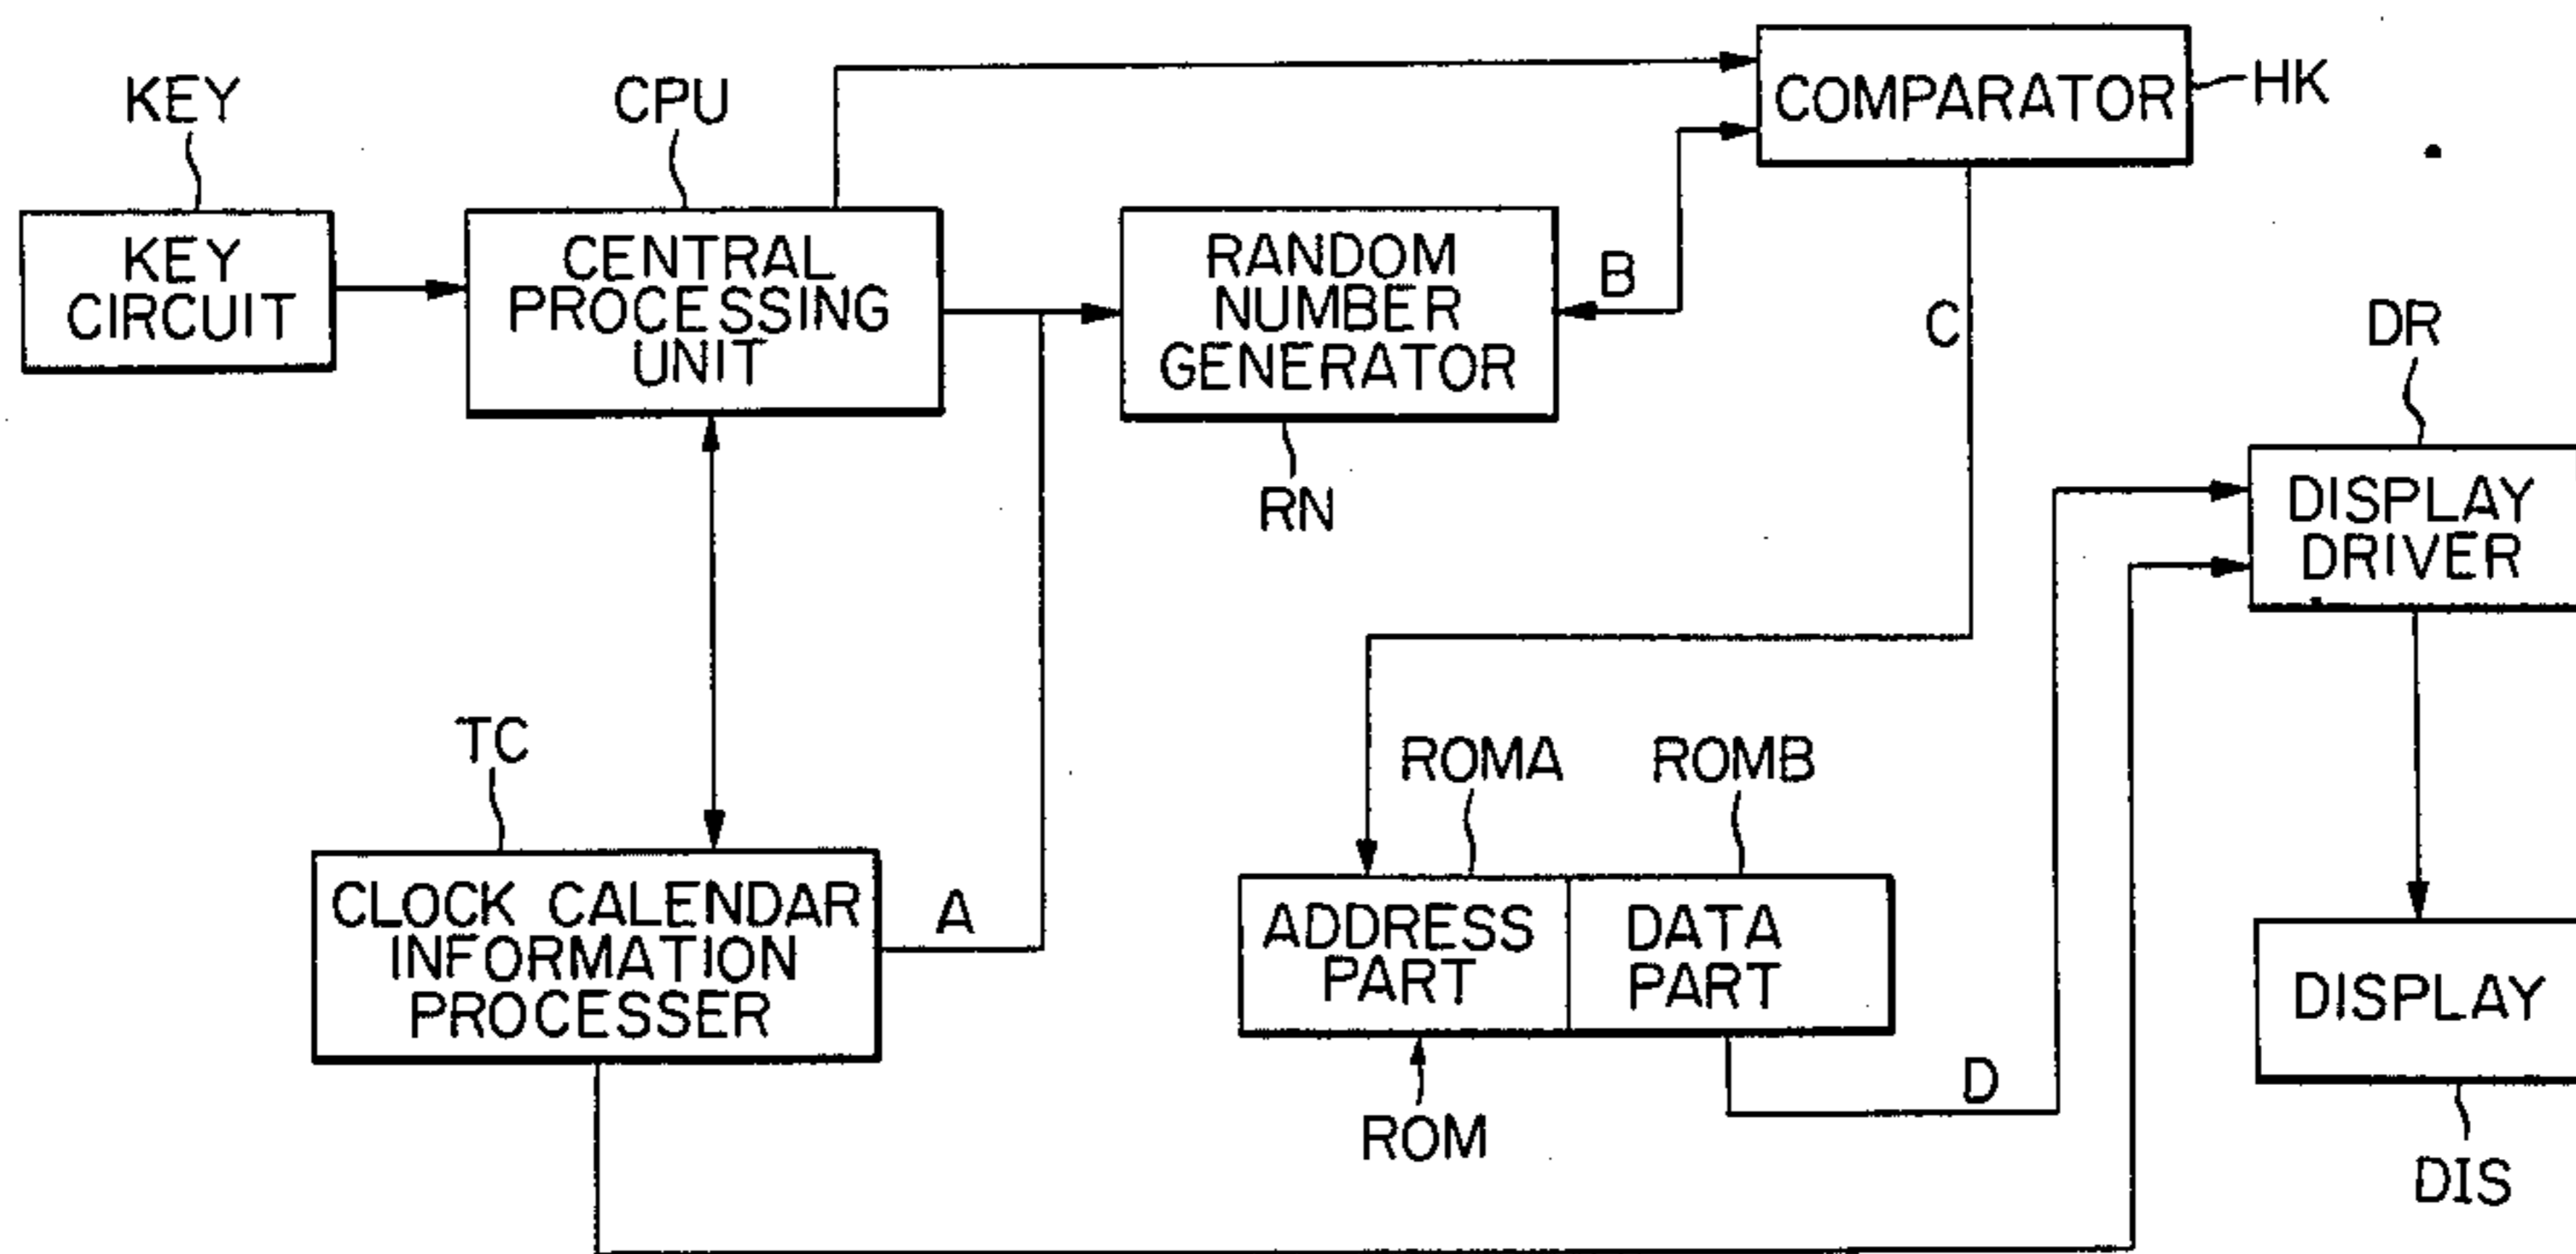 KEY
CPU
COMPARATOR
HK
KEY
CIRCUIT
CENTRAL
PROCESSING
UNIT
RANDOM
NUMBER
GENERATOR
B
C
DR
RN
DISPLAY
DRIVER
TC
ROMA
ROMB
CLOCK CALENDAR
INFORMATION
PROCESSER
A
ADDRESS
PART
DATA
PART
DISPLAY
D
ROM
DIS